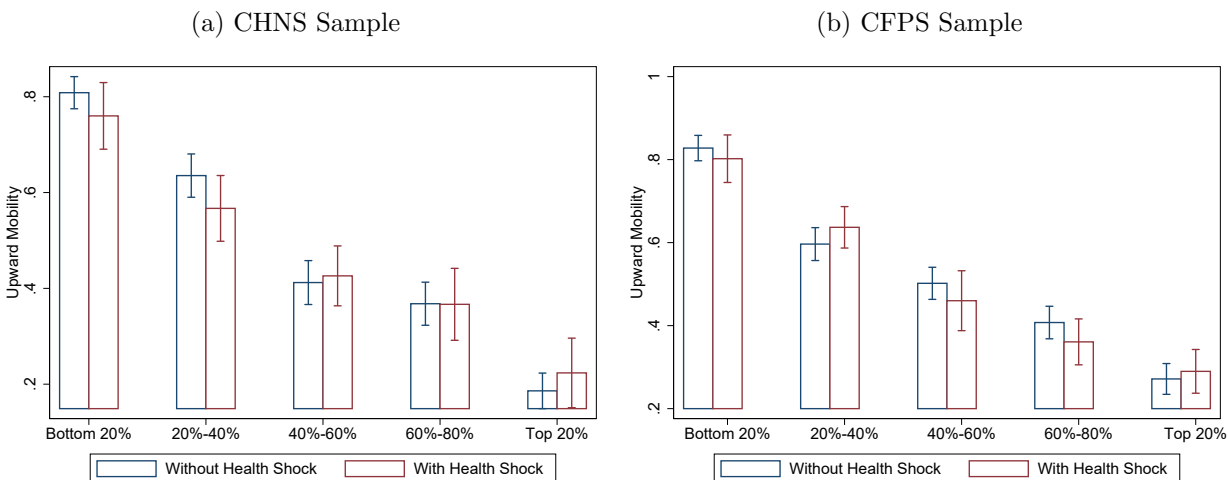 (a) CHNS Sample
Upward Mobility
.8
.6
.4
.2
Bottom 20%
20%-40%
40%-60%
60%-80%
Top 20%
Without Health Shock
With Health Shock
(b) CFPS Sample
Upward Mobility
1
.8
.6
.4
.2
Bottom 20%
20%-40%
40%-60%
60%-80%
Top 20%
Without Health Shock
With Health Shock